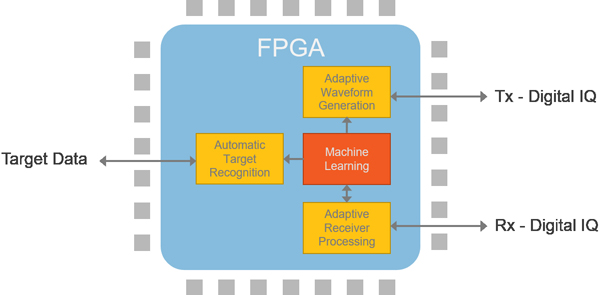 FPGA
Adaptive
Waveform
Generation
Tx - Digital IQ
Automatic
Target
Recognition
Target Data
Machine
Learning
Adaptive
Receiver
Processing
Rx - Digital IQ